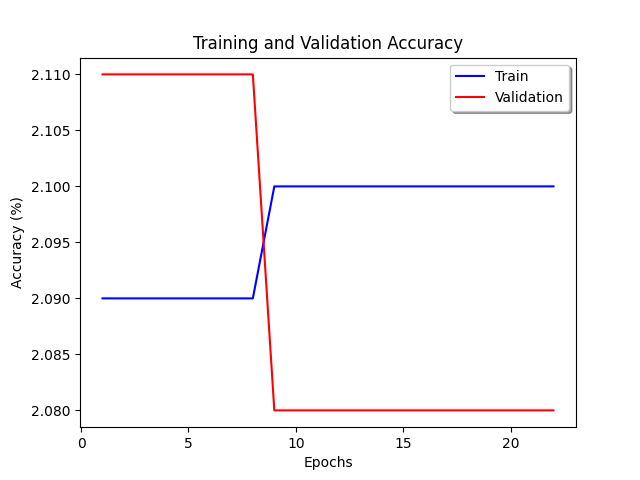 Training and Validation Accuracy
Train
Validation
2.110
2.105
2.100
2.095
2.090
2.085
2.080
Accuracy (%)
0 5 10 15 20
Epochs